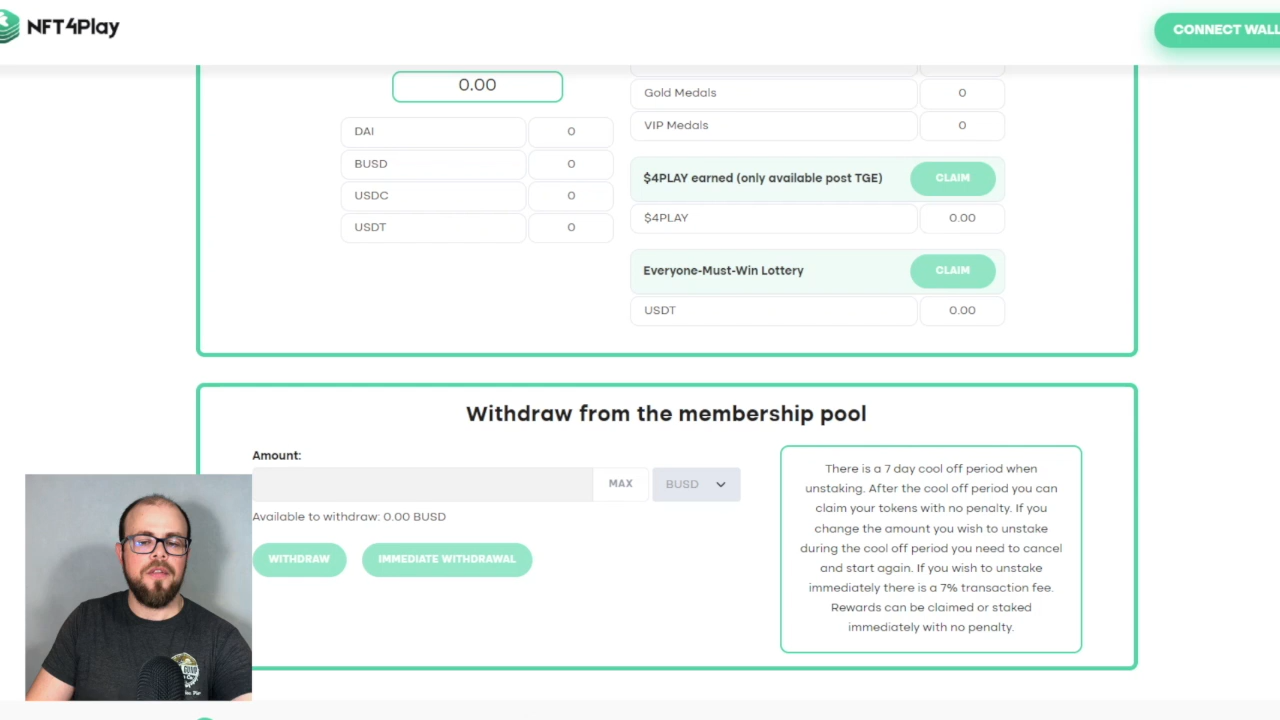 NFT4Play
CONNECT WALL
0.00
DAI 0
BUSD 0
USDC 0
USDT 0
Gold Medals 0
VIP Medals 0
$4PLAY earned (only available post TGE) CLAIM
$4PLAY 0.00
Everyone-Must-Win Lottery CLAIM
USDT 0.00
Withdraw from the membership pool
Amount:
MAX BUSD
Available to withdraw: 0.00 BUSD
WITHDRAW IMMEDIATE WITHDRAWAL
There is a 7 day cool off period when
unstaking. After the cool off period you can
claim your tokens with no penalty. If you
change the amount you wish to unstake
during the cool off period you need to cancel
and start again. If you wish to unstake
immediately there is a 7% transaction fee.
Rewards can be claimed or staked
immediately with no penalty.